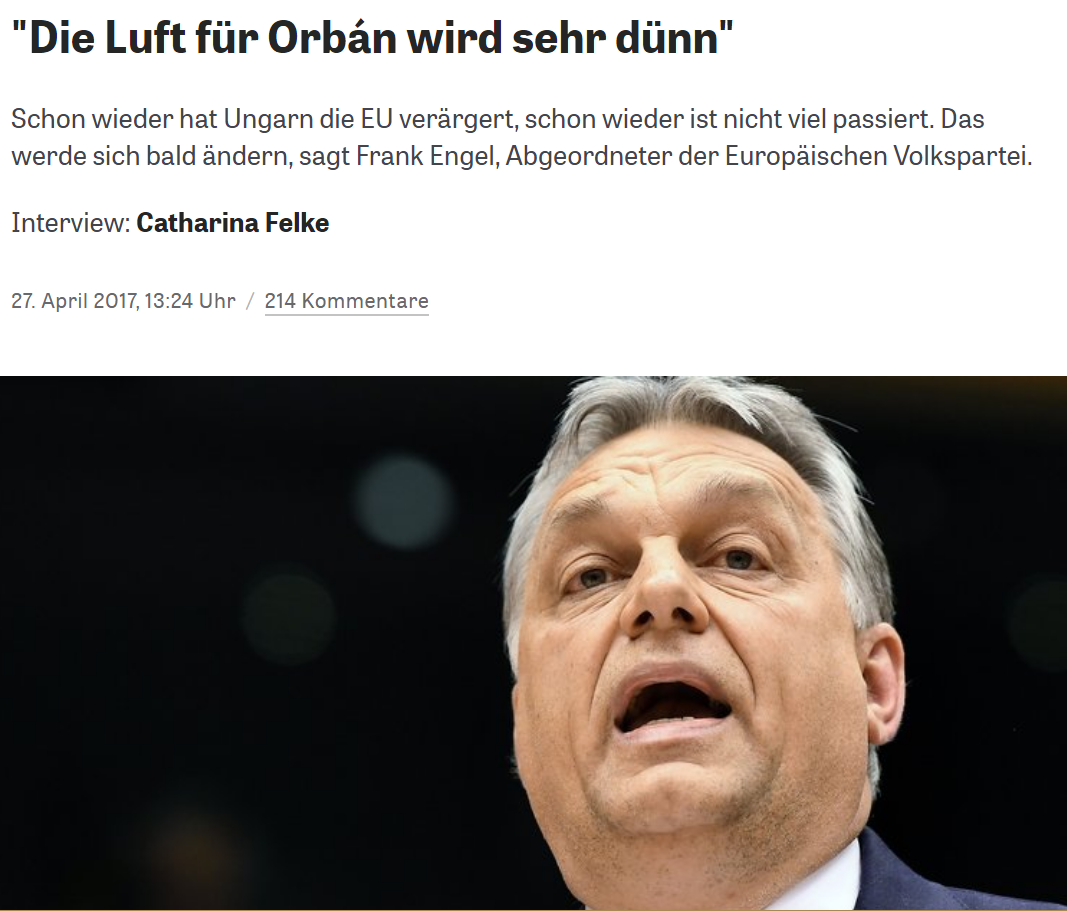 "Die Luft für Orbán wird sehr dünn"
Schon wieder hat Ungarn die EU verärgert, schon wieder ist nicht viel passiert. Das
werde sich bald ändern, sagt Frank Engel, Abgeordneter der Europäischen Volkspartei.
Interview: Catharina Felke
27. April 2017, 13:24 Uhr / 214 Kommentare